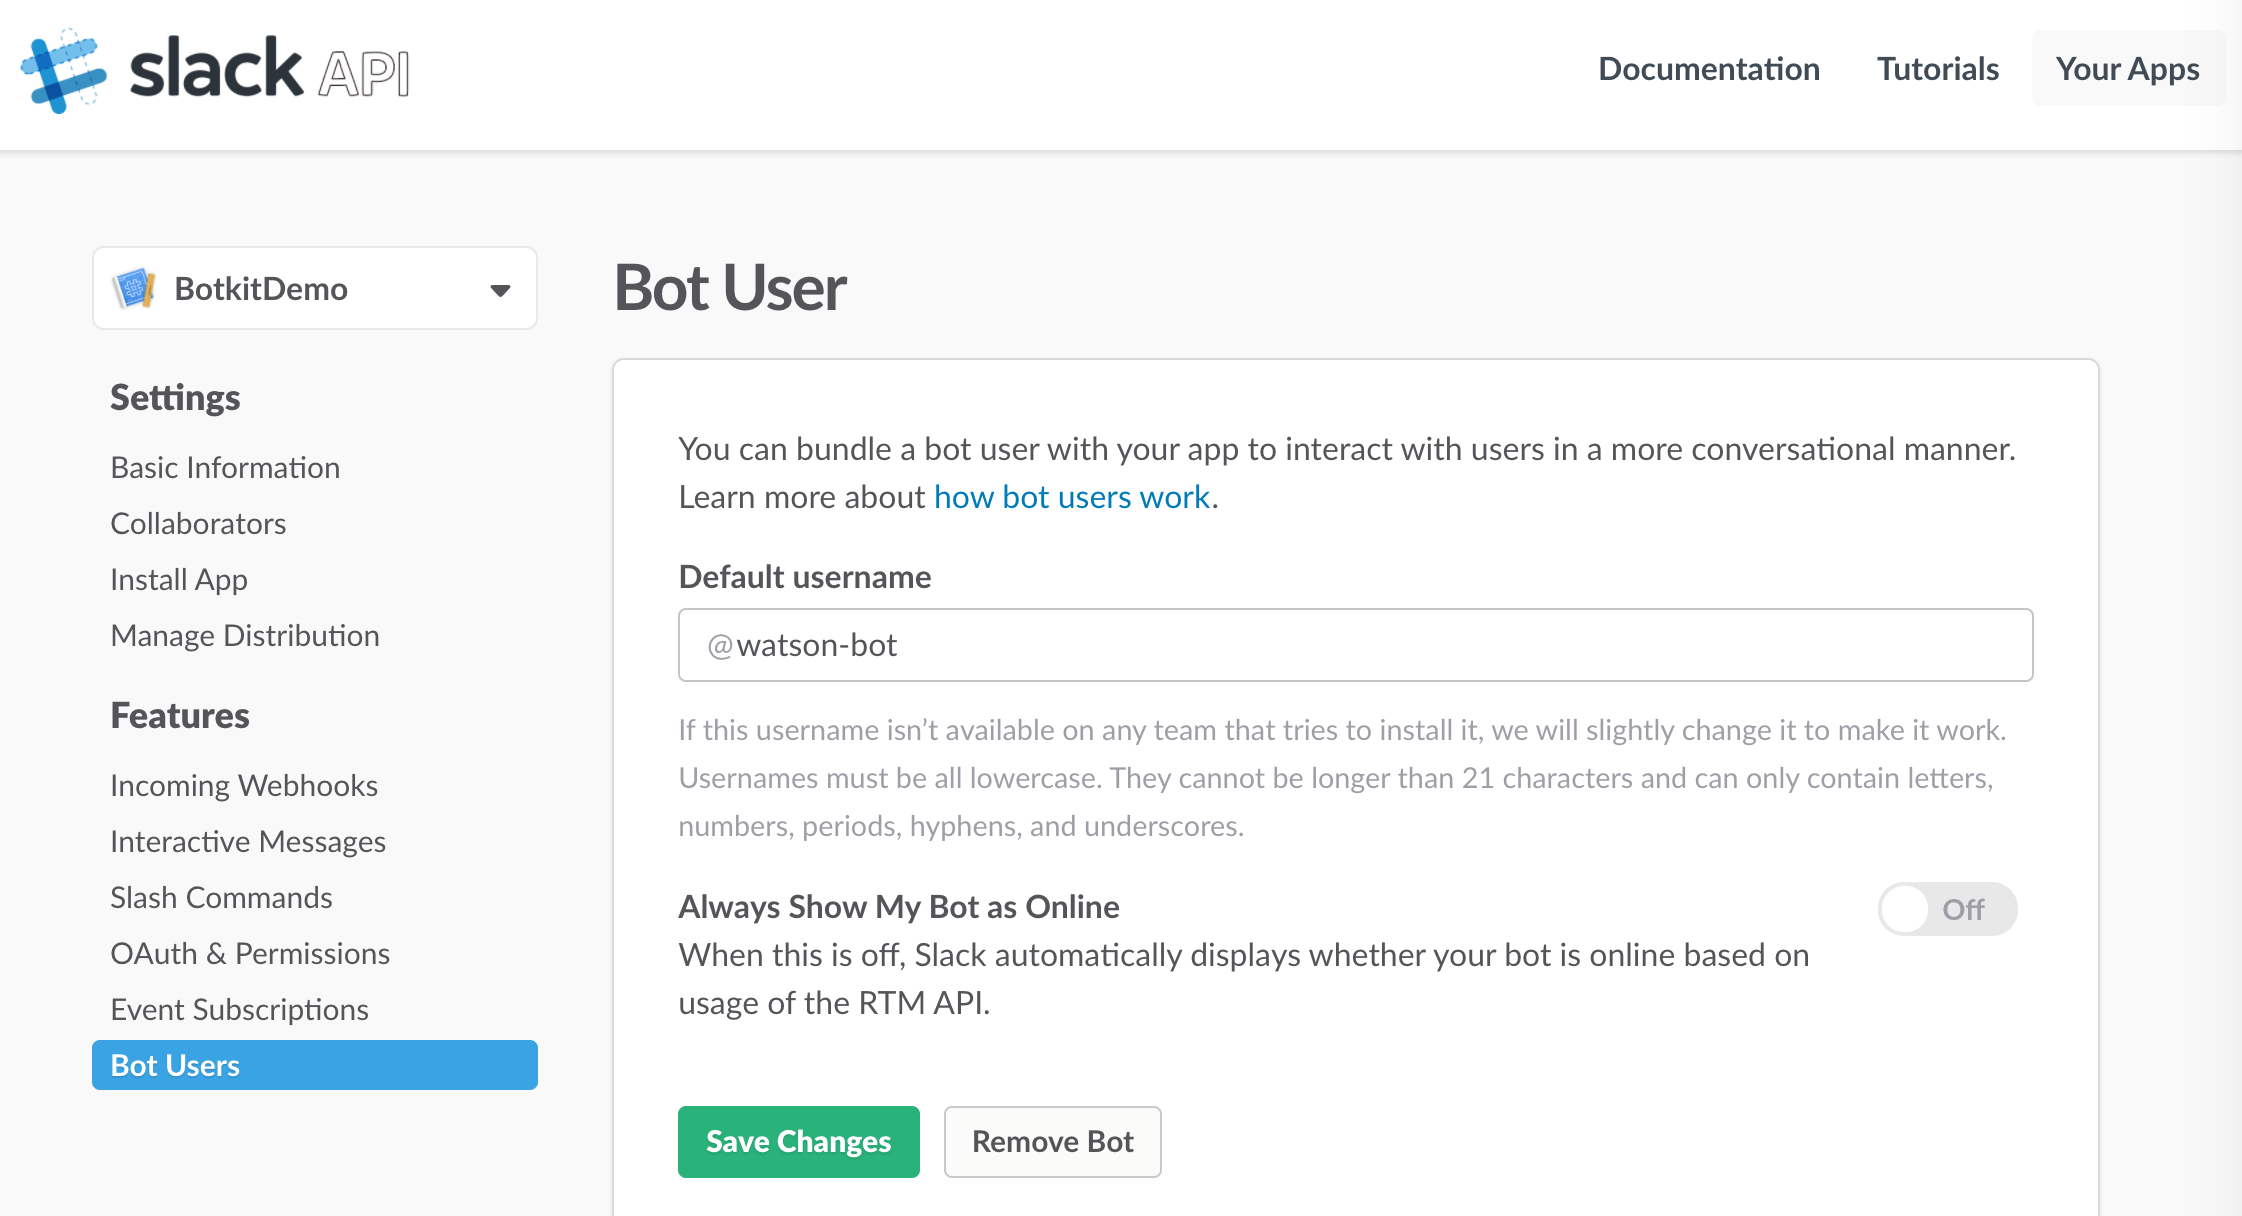 slack API
Documentation
Tutorials
Your Apps
BotkitDemo
Settings
Basic Information
Collaborators
Install App
Manage Distribution
Features
Incoming Webhooks
Interactive Messages
Slash Commands
OAuth & Permissions
Event Subscriptions
Bot Users
Bot User
You can bundle a bot user with your app to interact with users in a more conversational manner.
Learn more about how bot users work.
Default username
@watson-bot
If this username isn’t available on any team that tries to install it, we will slightly change it to make it work.
Usernames must be all lowercase. They cannot be longer than 21 characters and can only contain letters,
numbers, periods, hyphens, and underscores.
Always Show My Bot as Online
Off
When this is off, Slack automatically displays whether your bot is online based on
usage of the RTM API.
Save Changes
Remove Bot